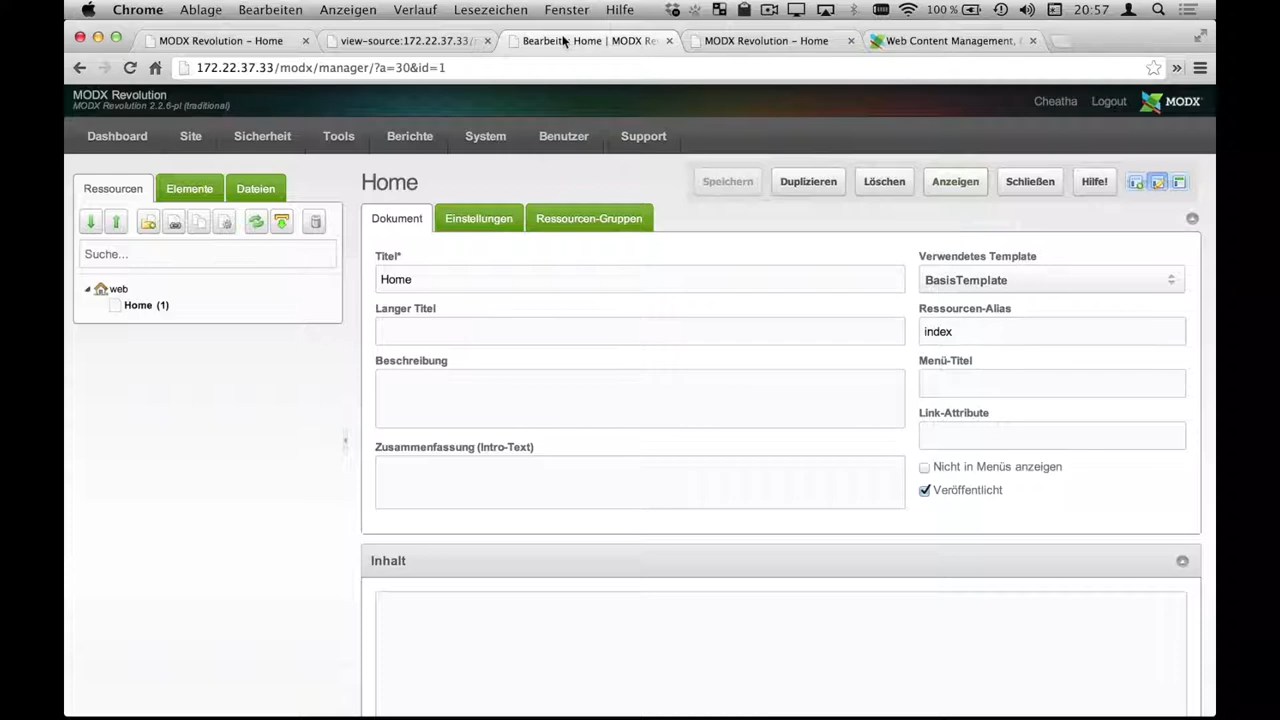 Chrome Ablage Bearbeiten Anzeigen Verlauf Lesezeichen Fenster Hilfe 100 % 20:57
MODX Revolution – Home
view-source:172.22.37.33/
Bearbeite: Home | MODX Re
MODX Revolution – Home
Web Content Management,
172.22.37.33/modx/manager/?a=30&id=1
MODX Revolution
MODX Revolution 2.2.6-pl (traditional)
Cheatha Logout MODX
Dashboard Site Sicherheit Tools Berichte System Benutzer Support
Ressourcen Elemente Dateien
Suche...
web
Home (1)
Home
Speichern Duplizieren Löschen Anzeigen Schließen Hilfe!
Dokument Einstellungen Ressourcen-Gruppen
Titel*
Home
Langer Titel
Beschreibung
Zusammenfassung (Intro-Text)
Verwendetes Template
BasisTemplate
Ressourcen-Alias
index
Menü-Titel
Link-Attribute
Nicht in Menüs anzeigen
Veröffentlicht
Inhalt